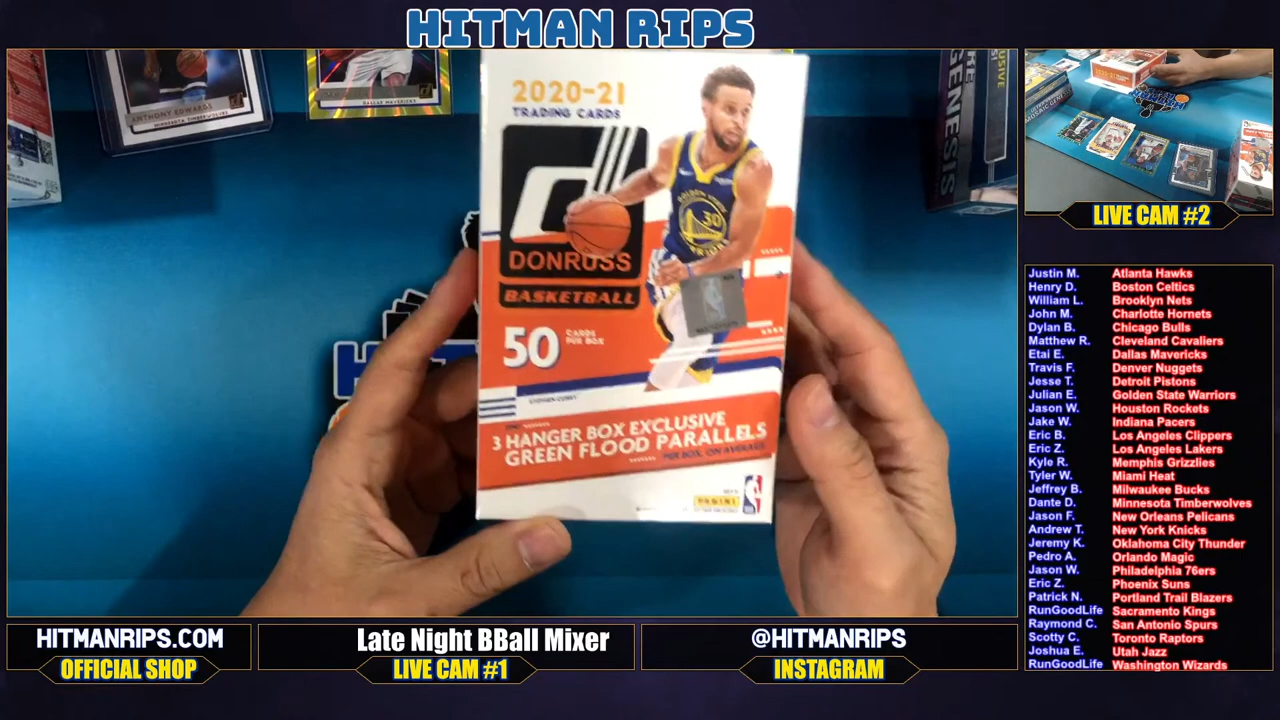 HITMAN RIPS
ANTHONY EDWARDS
MINNESOTA TIMBERWOLVES
DALLAS MAVERICKS
GENESIS
2020-21
TRADING CARDS
30
DONRUSS
BASKETBALL
50 CARDS PER BOX
STEPHEN CURRY
3 HANGER BOX EXCLUSIVE
GREEN FLOOD PARALLELS
PER BOX, ON AVERAGE
PANINI
LIVE CAM #2
Justin M. Atlanta Hawks
Henry D. Boston Celtics
William L. Brooklyn Nets
John M. Charlotte Hornets
Dylan B. Chicago Bulls
Matthew R. Cleveland Cavaliers
Etai E. Dallas Mavericks
Travis F. Denver Nuggets
Jesse T. Detroit Pistons
Julian E. Golden State Warriors
Jason W. Houston Rockets
Jake W. Indiana Pacers
Eric B. Los Angeles Clippers
Eric Z. Los Angeles Lakers
Kyle R. Memphis Grizzlies
Tyler W. Miami Heat
Jeffrey B. Milwaukee Bucks
Dante D. Minnesota Timberwolves
Jason F. New Orleans Pelicans
Andrew T. New York Knicks
Jeremy K. Oklahoma City Thunder
Pedro A. Orlando Magic
Jason W. Philadelphia 76ers
Eric Z. Phoenix Suns
Patrick N. Portland Trail Blazers
RunGoodLife Sacramento Kings
Raymond C. San Antonio Spurs
Scotty C. Toronto Raptors
Joshua E. Utah Jazz
RunGoodLife Washington Wizards
HITMANRIPS.COM
OFFICIAL SHOP
Late Night BBall Mixer
LIVE CAM #1
@HITMANRIPS
INSTAGRAM